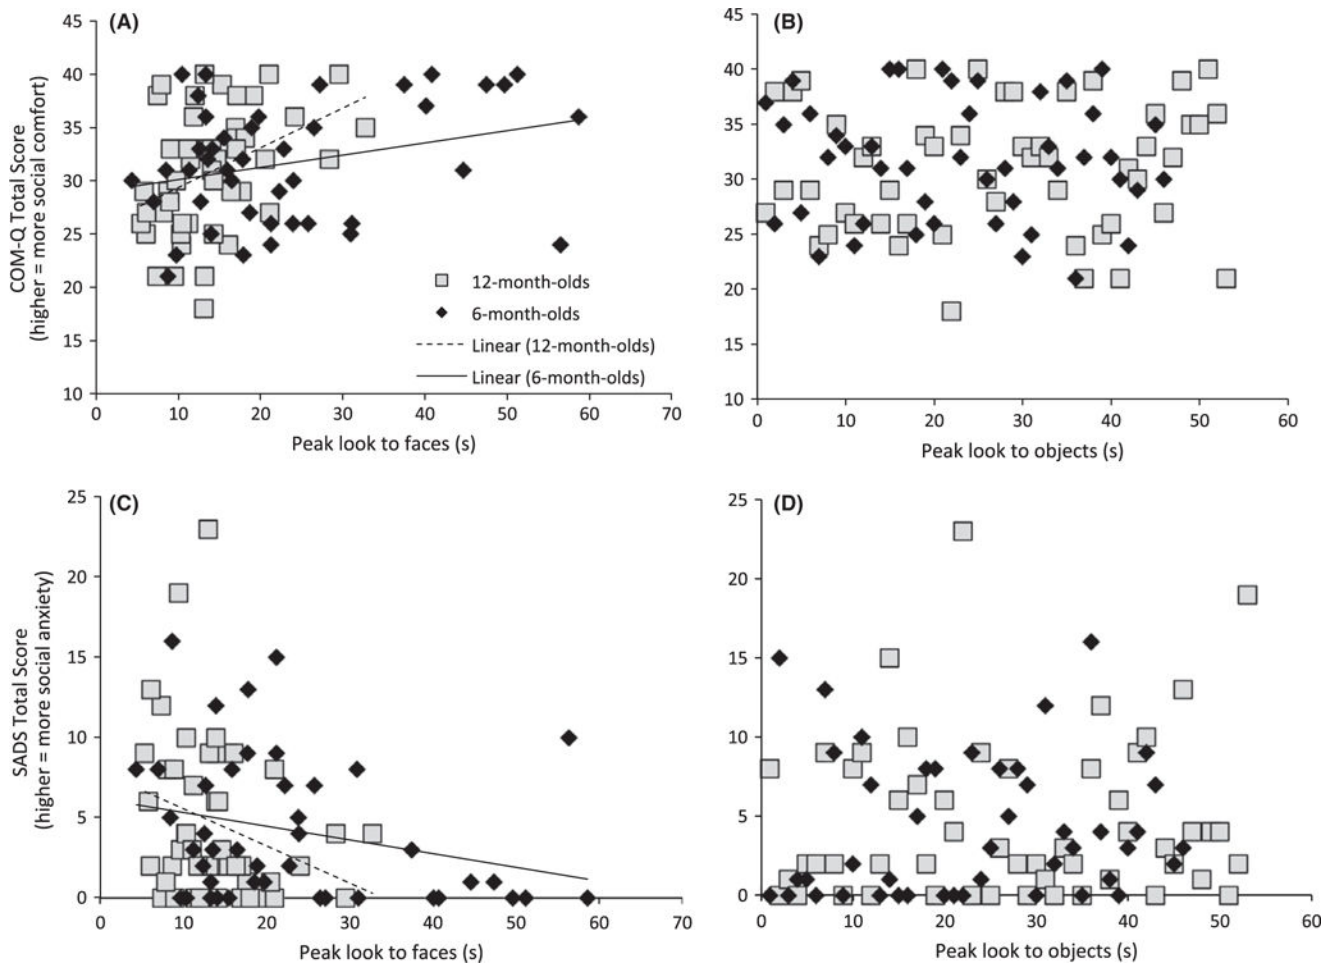 (A)
COM-Q Total Score
(higher = more social comfort)
45
40
35
30
25
20
15
10
0 10 20 30 40 50 60 70
Peak look to faces (s)
12-month-olds
6-month-olds
Linear (12-month-olds)
Linear (6-month-olds)
(B)
45
40
35
30
25
20
15
10
0 10 20 30 40 50 60
Peak look to objects (s)
(C)
SADS Total Score
(higher = more social anxiety)
25
20
15
10
5
0
0 10 20 30 40 50 60 70
Peak look to faces (s)
(D)
25
20
15
10
5
0
0 10 20 30 40 50 60
Peak look to objects (s)